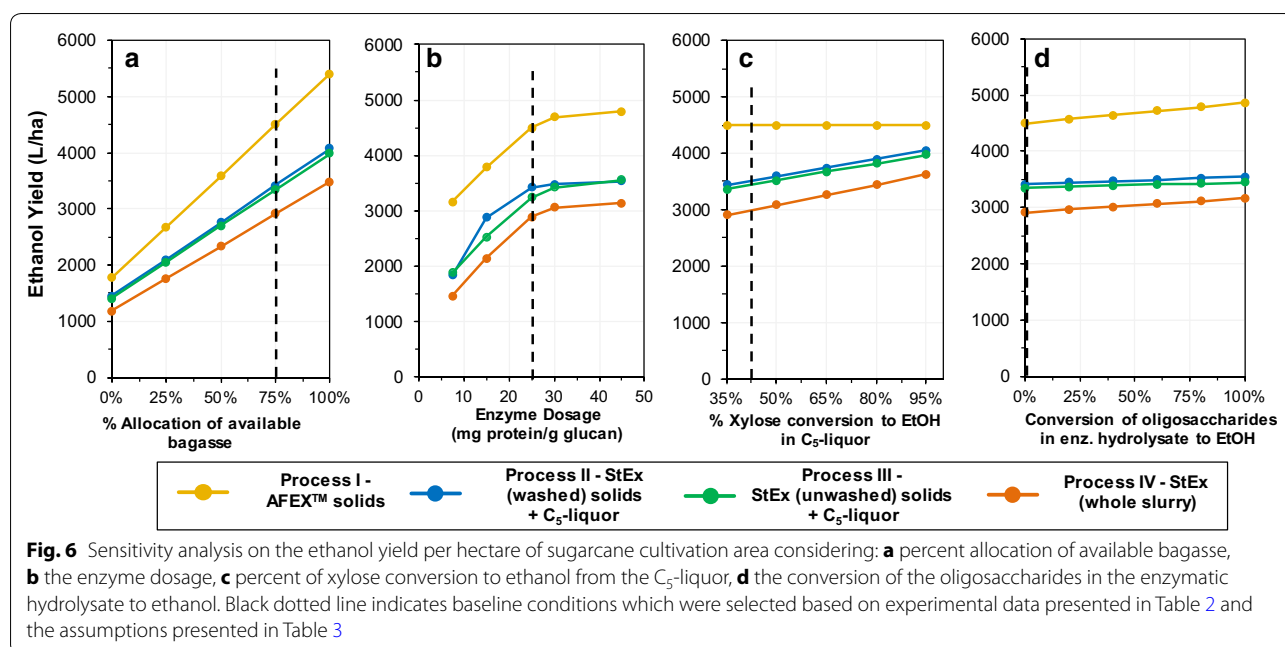 6000
5000
4000
3000
2000
1000
0
Ethanol Yield (L/ha)
a
0% 25% 50% 75% 100%
% Allocation of available
bagasse
6000
5000
4000
3000
2000
1000
0
b
0 10 20 30 40 50
Enzyme Dosage
(mg protein/g glucan)
6000
5000
4000
3000
2000
1000
0
c
35% 50% 65% 80% 95%
% Xylose conversion to EtOH
in C5-liquor
6000
5000
4000
3000
2000
1000
0
d
0% 25% 50% 75% 100%
Conversion of oligosaccharides
in enz. hydrolysate to EtOH
Process I -
AFEX™ solids
Process II - StEx
(washed) solids
+ C5-liquor
Process III -
StEx (unwashed) solids
+ C5-liquor
Process IV - StEx
(whole slurry)
Fig. 6 Sensitivity analysis on the ethanol yield per hectare of sugarcane cultivation area considering: a percent allocation of available bagasse,
b the enzyme dosage, c percent of xylose conversion to ethanol from the C5-liquor, d the conversion of the oligosaccharides in the enzymatic
hydrolysate to ethanol. Black dotted line indicates baseline conditions which were selected based on experimental data presented in Table 2 and
the assumptions presented in Table 3